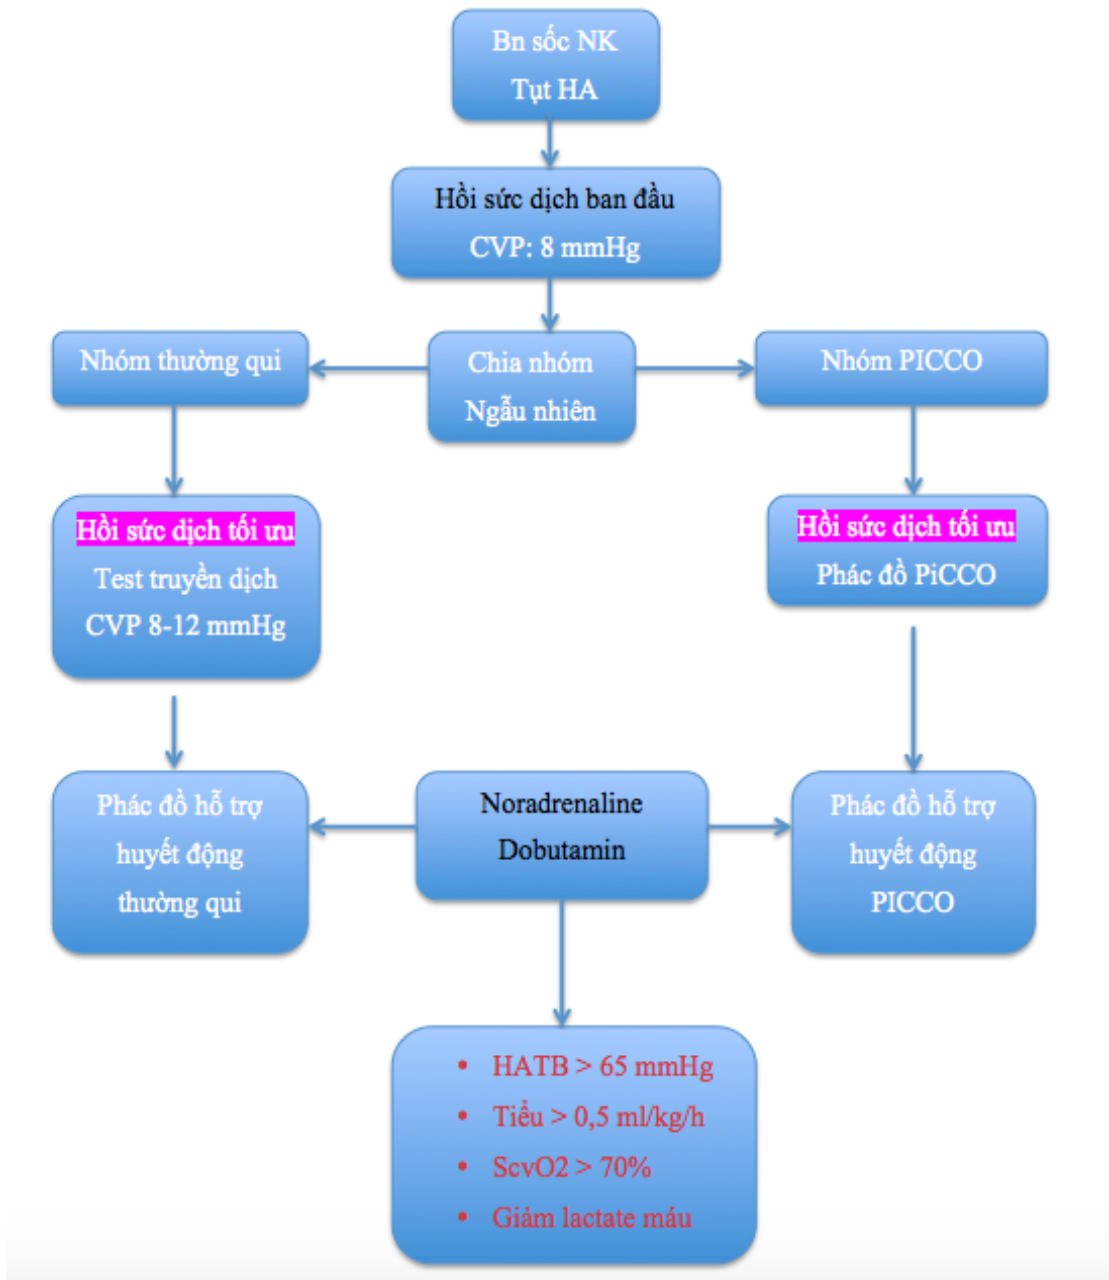 Bn sốc NK
Tụt HA
Hồi sức dịch ban đầu
CVP: 8 mmHg
Nhóm thường qui
Chia nhóm
Ngẫu nhiên
Nhóm PICCO
Hồi sức dịch tối ưu
Test truyền dịch
CVP 8-12 mmHg
Hồi sức dịch tối ưu
Phác đồ PiCCO
Phác đồ hỗ trợ
huyết động
thường qui
Noradrenaline
Dobutamin
Phác đồ hỗ trợ
huyết động
PICCO
• HATB > 65 mmHg
• Tiểu > 0,5 ml/kg/h
• ScvO2 > 70%
• Giảm lactate máu